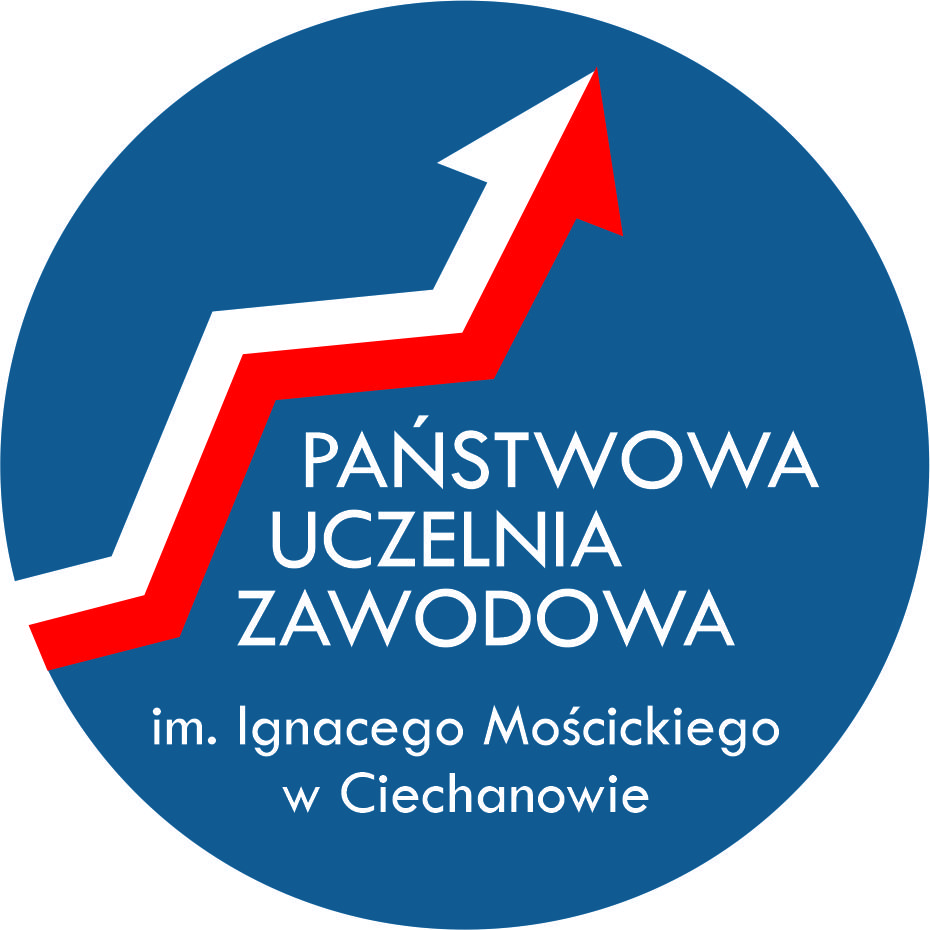 PAŃSTWOWA
UCZELNIA
ZAWODOWA
im. Ignacego Mościckiego
w Ciechanowie